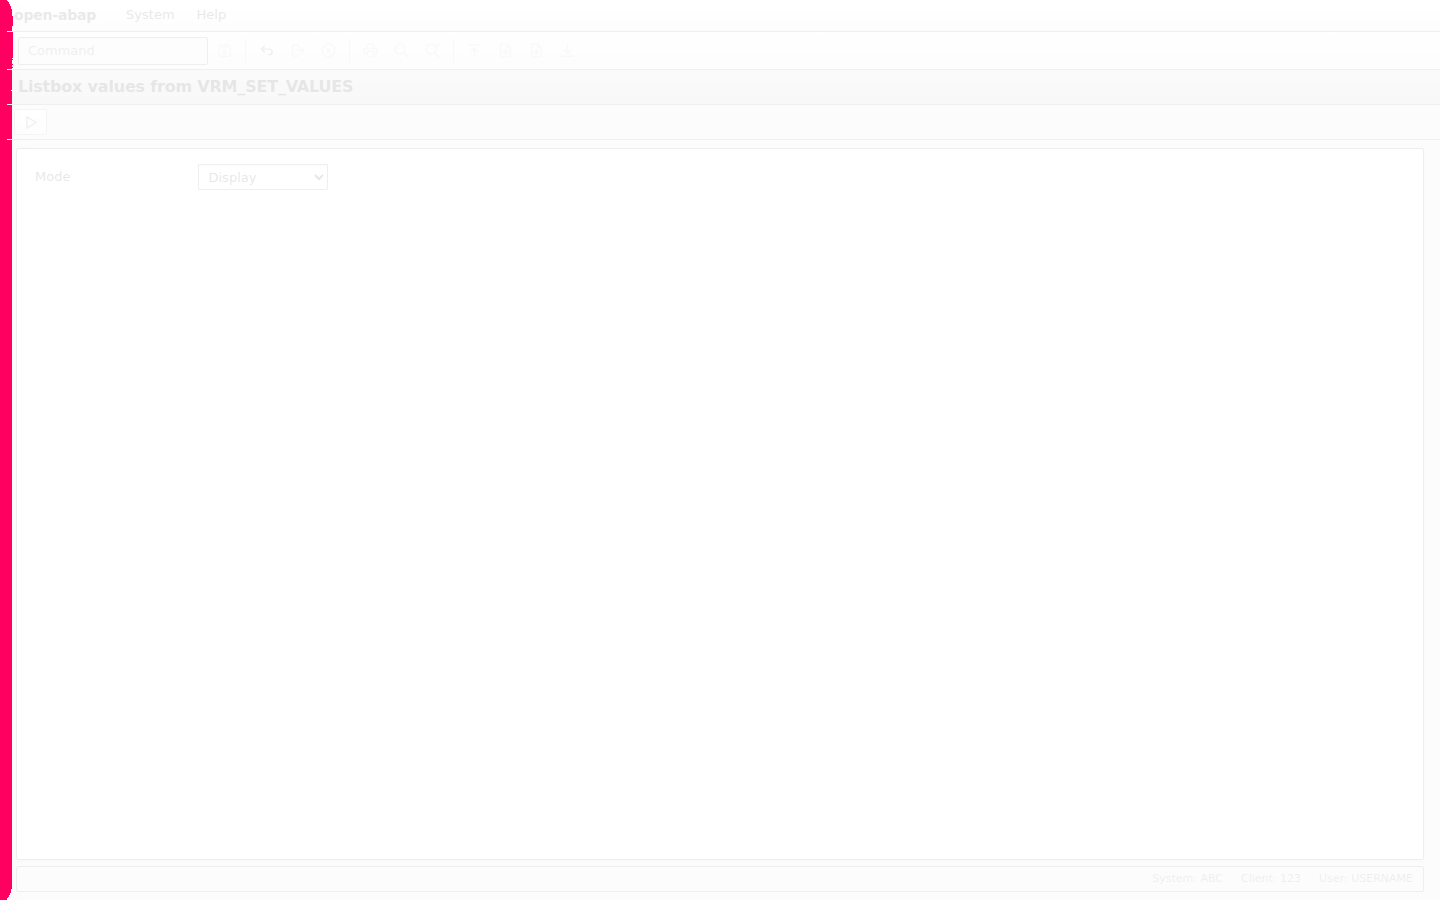 open-abap System Help
Command
Listbox values from VRM_SET_VALUES
Mode Display
System: ABC Client: 123 User: USERNAME